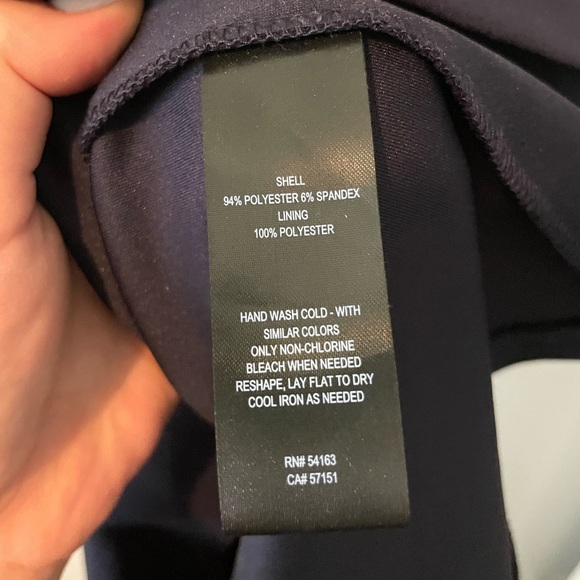 SHELL
94% POLYESTER 6% SPANDEX
LINING
100% POLYESTER
HAND WASH COLD - WITH
SIMILAR COLORS
ONLY NON-CHLORINE
BLEACH WHEN NEEDED
RESHAPE, LAY FLAT TO DRY
COOL IRON AS NEEDED
RN# 54163
CA# 57151